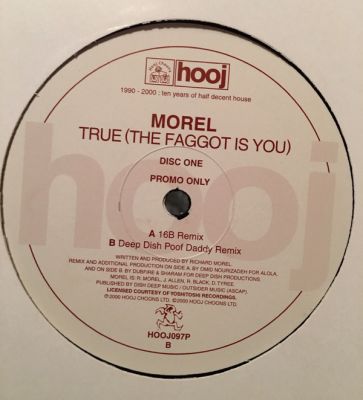 HOOJ CHOONS
hooj
1990 - 2000 : ten years of half decent house
MOREL
TRUE (THE FAGGOT IS YOU)
DISC ONE
PROMO ONLY
hooj
A 16B Remix
B Deep Dish Poof Daddy Remix
WRITTEN AND PRODUCED BY RICHARD MOREL.
REMIX AND ADDITIONAL PRODUCTION ON SIDE A. BY OMID NOURIZADEH FOR ALOLA.
AND ON SIDE B. BY DUBFIRE & SHARAM FOR DEEP DISH PRODUCTIONS.
MOREL IS: R. MOREL, J. ALLEN, R. BLACK, D. TYREE.
PUBLISHED BY DISH DEEP MUSIC / OUTSIDER MUSIC (ASCAP).
LICENSED COURTESY OF YOSHITOSHI RECORDINGS.
℗2000 HOOJ CHOONS LTD. ©2000 HOOJ CHOONS LTD.
HOOJ097P
B